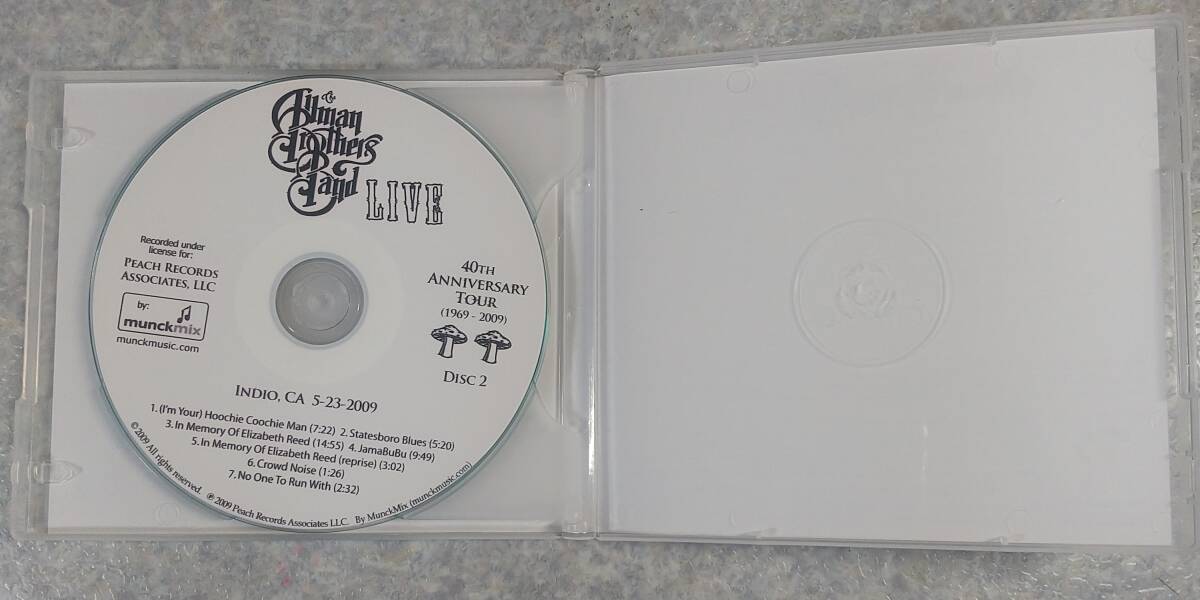 The
Allman
Brothers
Band
LIVE
Recorded under
license for:
PEACH RECORDS
ASSOCIATES, LLC
by:
munckmix
munckmusic.com
40TH
ANNIVERSARY
TOUR
(1969 - 2009)
DISC 2
INDIO, CA 5-23-2009
1. (I'm Your) Hoochie Coochie Man (7:22) 2. Statesboro Blues (5:20)
3. In Memory Of Elizabeth Reed (14:55) 4. JamaBuBu (9:49)
5. In Memory Of Elizabeth Reed (reprise) (3:02)
6. Crowd Noise (1:26)
7. No One To Run With (2:32)
©2009 All rights reserved. ℗ 2009 Peach Records Associates LLC. By MunckMix (munckmusic.com)